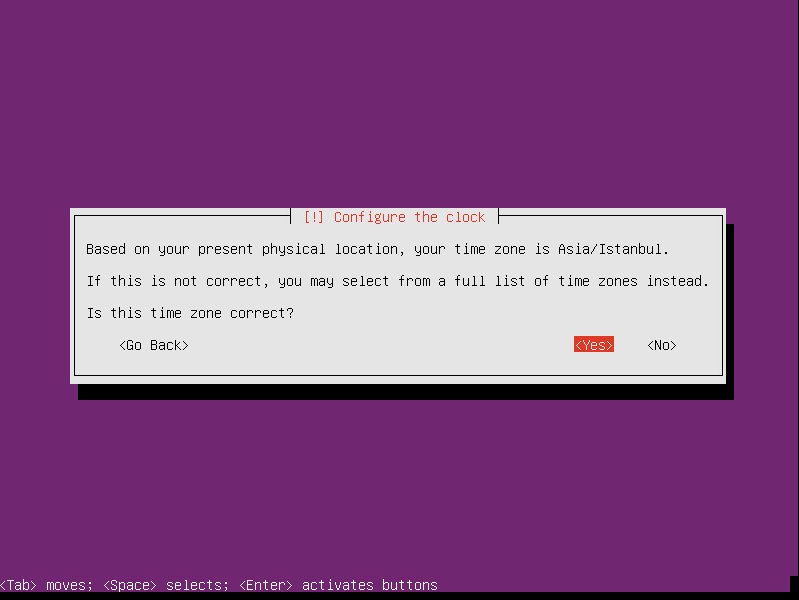 [!] Configure the clock
Based on your present physical location, your time zone is Asia/Istanbul.
If this is not correct, you may select from a full list of time zones instead.
Is this time zone correct?
<Go Back> <Yes> <No>
<Tab> moves; <Space> selects; <Enter> activates buttons